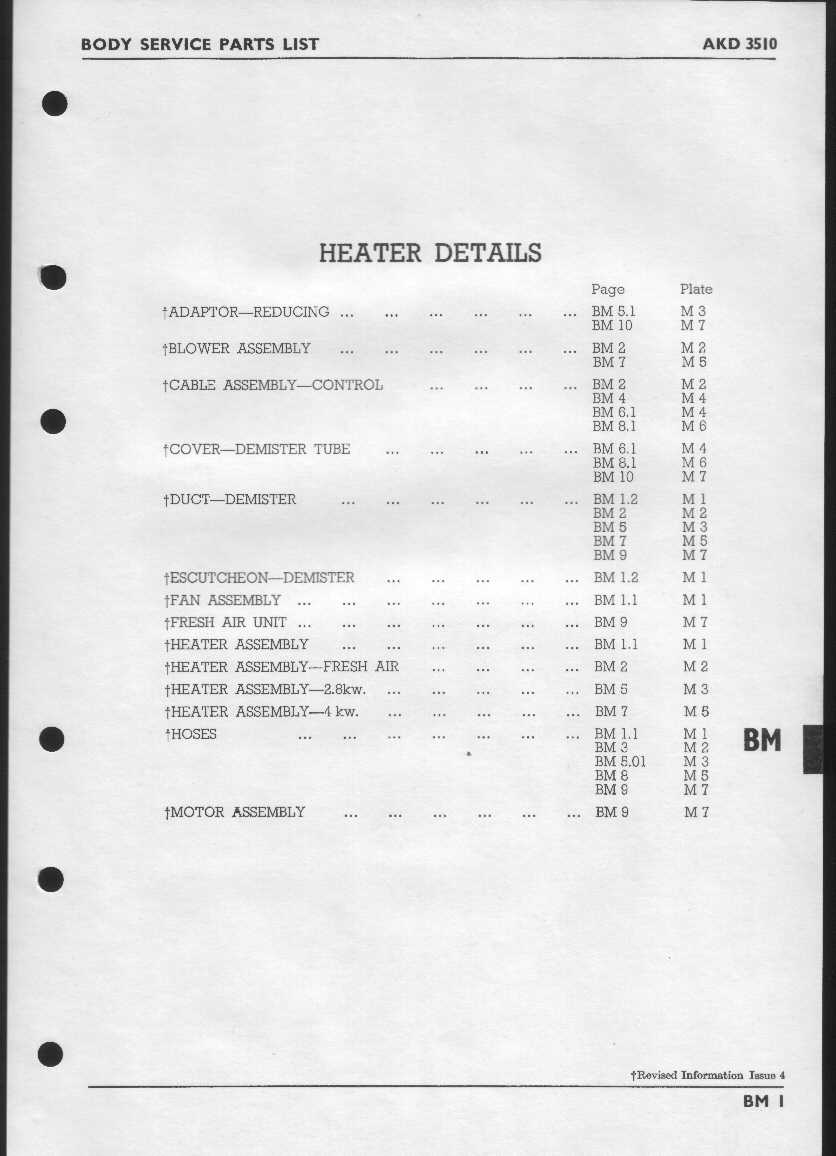 BODY SERVICE PARTS LIST AKD 3510
HEATER DETAILS
Page Plate
†ADAPTOR—REDUCING ... ... ... ... ... ... BM 5.1 M 3
BM 10 M 7
†BLOWER ASSEMBLY ... ... ... ... ... ... BM 2 M 2
BM 7 M 5
†CABLE ASSEMBLY—CONTROL ... ... ... ... BM 2 M 2
BM 4 M 4
BM 6.1 M 4
BM 8.1 M 6
†COVER—DEMISTER TUBE ... ... ... ... ... BM 6.1 M 4
BM 8.1 M 6
BM 10 M 7
†DUCT—DEMISTER ... ... ... ... ... ... BM 1.2 M 1
BM 2 M 2
BM 5 M 3
BM 7 M 5
BM 9 M 7
†ESCUTCHEON—DEMISTER ... ... ... ... ... BM 1.2 M 1
†FAN ASSEMBLY ... ... ... ... ... ... ... BM 1.1 M 1
†FRESH AIR UNIT ... ... ... ... ... ... ... BM 9 M 7
†HEATER ASSEMBLY ... ... ... ... ... ... BM 1.1 M 1
†HEATER ASSEMBLY—FRESH AIR ... ... ... ... BM 2 M 2
†HEATER ASSEMBLY—2.8kw. ... ... ... ... ... BM 5 M 3
†HEATER ASSEMBLY—4 kw. ... ... ... ... ... BM 7 M 5
†HOSES ... ... ... ... ... ... ... BM 1.1 M 1
BM 3 M 2
BM 5.01 M 3
BM 8 M 5
BM 9 M 7
BM
†MOTOR ASSEMBLY ... ... ... ... ... ... BM 9 M 7
†Revised Information Issue 4
BM 1